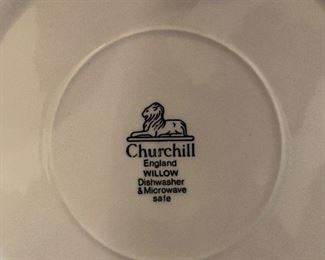 Churchill
England
WILLOW
Dishwasher
& Microwave
safe